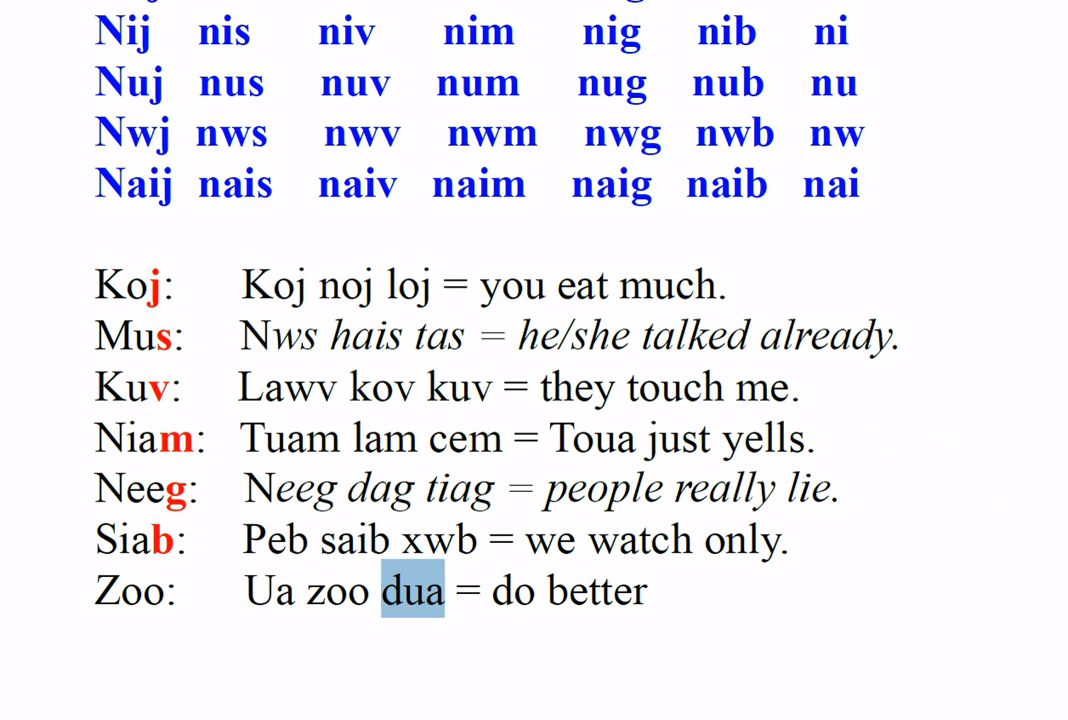 Nij nis niv nim nig nib ni
Nuj nus nuv num nug nub nu
Nwj nws nwv nwm nwg nwb nw
Naij nais naiv naim naig naib nai
Koj: Koj noj loj = you eat much.
Mus: Nws hais tas = he/she talked already.
Kuv: Lawv kov kuv = they touch me.
Niam: Tuam lam cem = Toua just yells.
Neeg: Neeg dag tiag = people really lie.
Siab: Peb saib xwb = we watch only.
Zoo: Ua zoo dua = do better